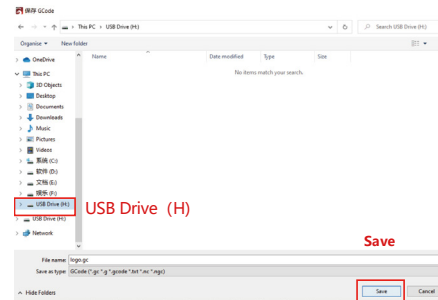 保存 GCode
This PC › USB Drive (H:)
Search USB Drive (H:)
Organise
New folder
Name
Date modified
Type
Size
No items match your search.
OneDrive
This PC
3D Objects
Desktop
Documents
Downloads
Music
Pictures
Videos
系统 (C:)
软件 (D:)
文档 (E:)
娱乐 (F:)
USB Drive (H:)
USB Drive (H:)
Network
USB Drive (H)
Save
File name: logo.gc
Save as type: GCode (*.gc *.g *.gcode *.txt *.nc *.ngc)
Hide Folders
Save
Cancel